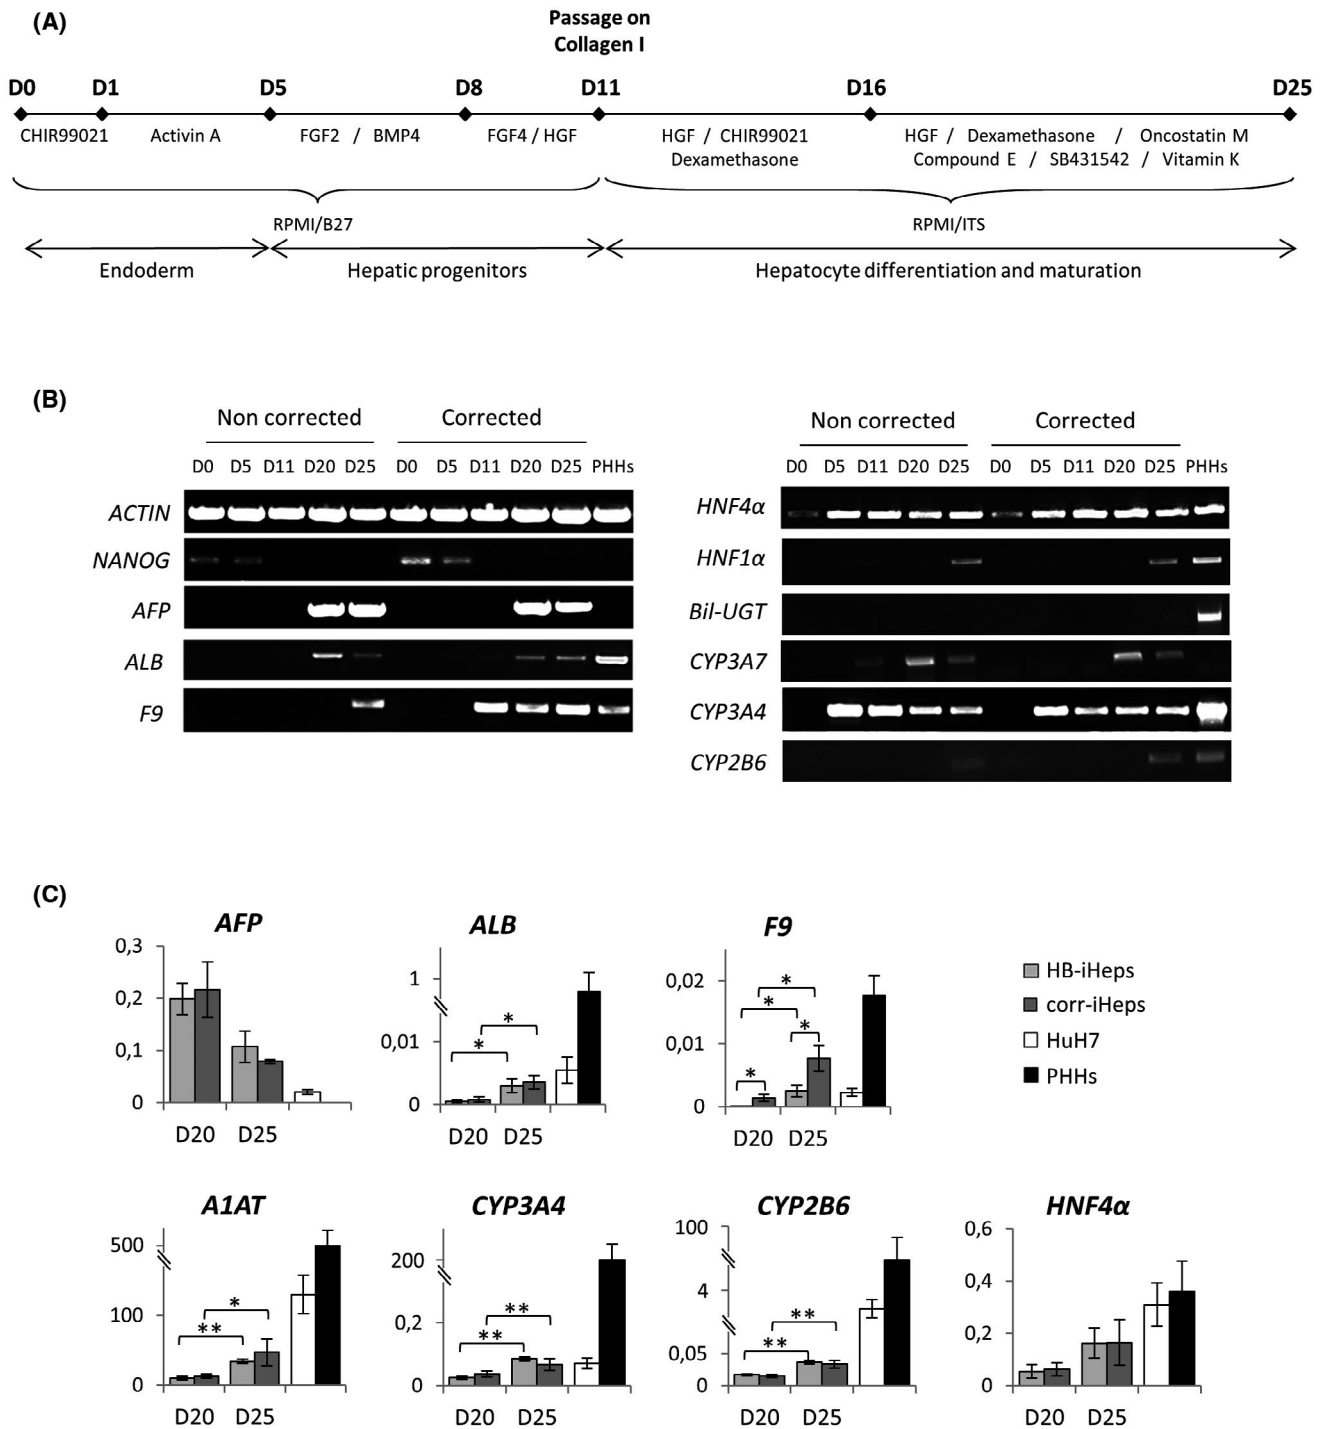 (A)
Passage on
Collagen I
D0 D1 D5 D8 D11 D16 D25
CHIR99021 Activin A FGF2 / BMP4 FGF4 / HGF HGF / CHIR99021 HGF / Dexamethasone / Oncostatin M
Dexamethasone Compound E / SB431542 / Vitamin K
RPMI/B27 RPMI/ITS
Endoderm Hepatic progenitors Hepatocyte differentiation and maturation
(B)
Non corrected Corrected
D0 D5 D11 D20 D25 D0 D5 D11 D20 D25 PHHs
ACTIN
NANOG
AFP
ALB
F9
Non corrected Corrected
D0 D5 D11 D20 D25 D0 D5 D11 D20 D25 PHHs
HNF4α
HNF1α
Bil-UGT
CYP3A7
CYP3A4
CYP2B6
(C)
AFP
0,3
0,2
0,1
0
D20 D25
ALB
1
0,01
0
* *
D20 D25
F9
0,02
0,01
0
* * * *
D20 D25
HB-iHeps
corr-iHeps
HuH7
PHHs
A1AT
500
100
0
** *
D20 D25
CYP3A4
200
0,2
0
** **
D20 D25
CYP2B6
100
4
0,05
0
** **
D20 D25
HNF4α
0,6
0,4
0,2
0
D20 D25